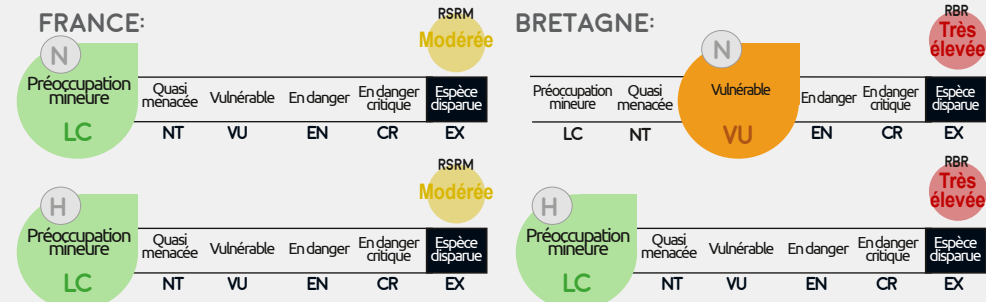 FRANCE:
RSRM
Modérée
N
Préoccupation
mineure
Quasi
menacée
Vulnérable
En danger
En danger
critique
Espèce
disparue
LC
NT
VU
EN
CR
EX
BRETAGNE:
RBR
Très
élevée
N
Préoccupation
mineure
Quasi
menacée
Vulnérable
En danger
En danger
critique
Espèce
disparue
LC
NT
VU
EN
CR
EX
RSRM
Modérée
H
Préoccupation
mineure
Quasi
menacée
Vulnérable
En danger
En danger
critique
Espèce
disparue
LC
NT
VU
EN
CR
EX
RBR
Très
élevée
H
Préoccupation
mineure
Quasi
menacée
Vulnérable
En danger
En danger
critique
Espèce
disparue
LC
NT
VU
EN
CR
EX